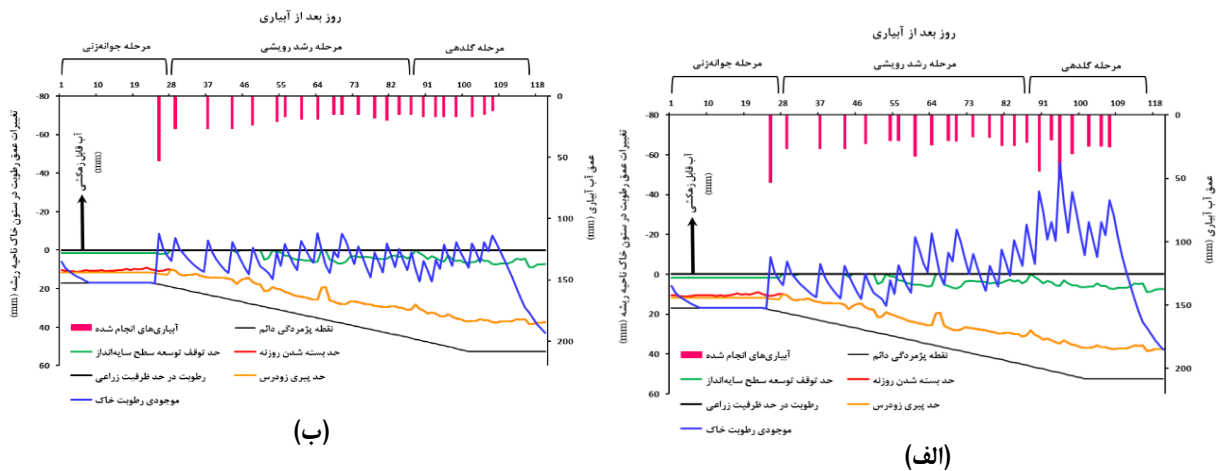 روز بعد از آبیاری
مرحله جوانه‌زنی
مرحله رشد رویشی
مرحله گلدهی
1 10 19 28 37 46 55 64 73 82 91 100 109 118
تغییرات عمق رطوبت در ستون خاک ناحیه ریشه (mm)
-80
-60
-40
-20
0
20
40
60
آب قابل زهکشی
(mm)
عمق آب آبیاری (mm)
0
50
100
150
200
آبیاری‌های انجام شده
نقطه پژمردگی دائم
حد توقف توسعه سطح سایه‌انداز
حد بسته شدن روزنه
رطوبت در حد ظرفیت زراعی
حد پیری زودرس
موجودی رطوبت خاک
(الف)
روز بعد از آبیاری
مرحله جوانه‌زنی
مرحله رشد رویشی
مرحله گلدهی
1 10 19 28 37 46 55 64 73 82 91 100 109 118
تغییرات عمق رطوبت در ستون خاک ناحیه ریشه (mm)
-80
-60
-40
-20
0
20
40
60
آب قابل زهکشی
(mm)
عمق آب آبیاری (mm)
0
50
100
150
200
آبیاری‌های انجام شده
نقطه پژمردگی دائم
حد توقف توسعه سطح سایه‌انداز
حد بسته شدن روزنه
رطوبت در حد ظرفیت زراعی
حد پیری زودرس
موجودی رطوبت خاک
(ب)